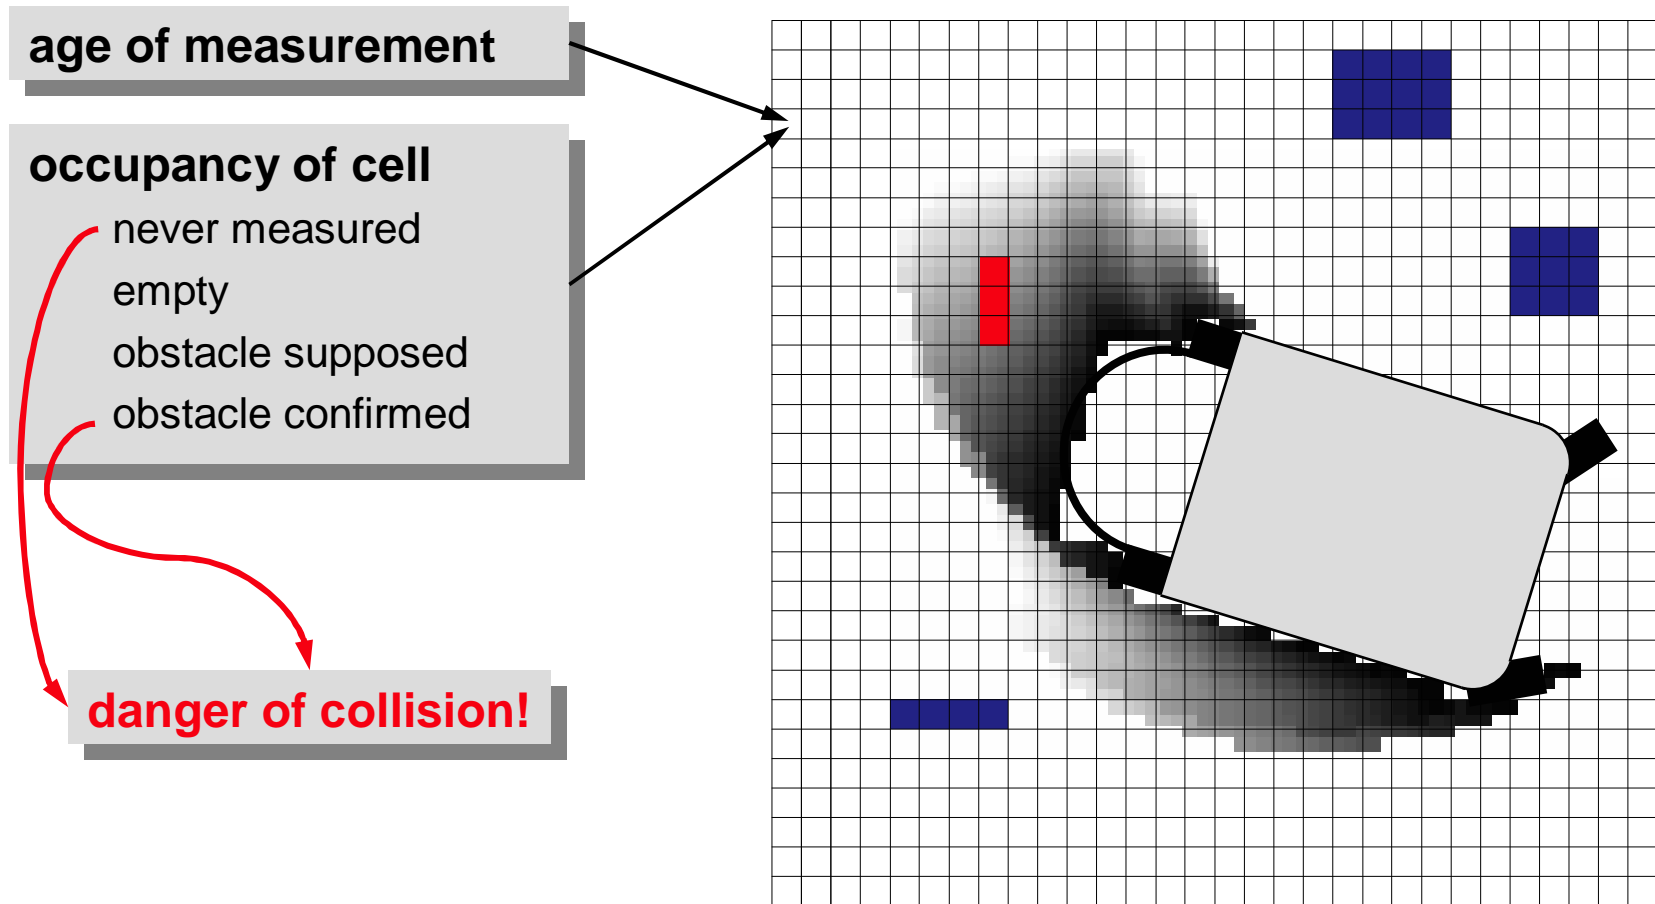 age of measurement
occupancy of cell
never measured
empty
obstacle supposed
obstacle confirmed
danger of collision!